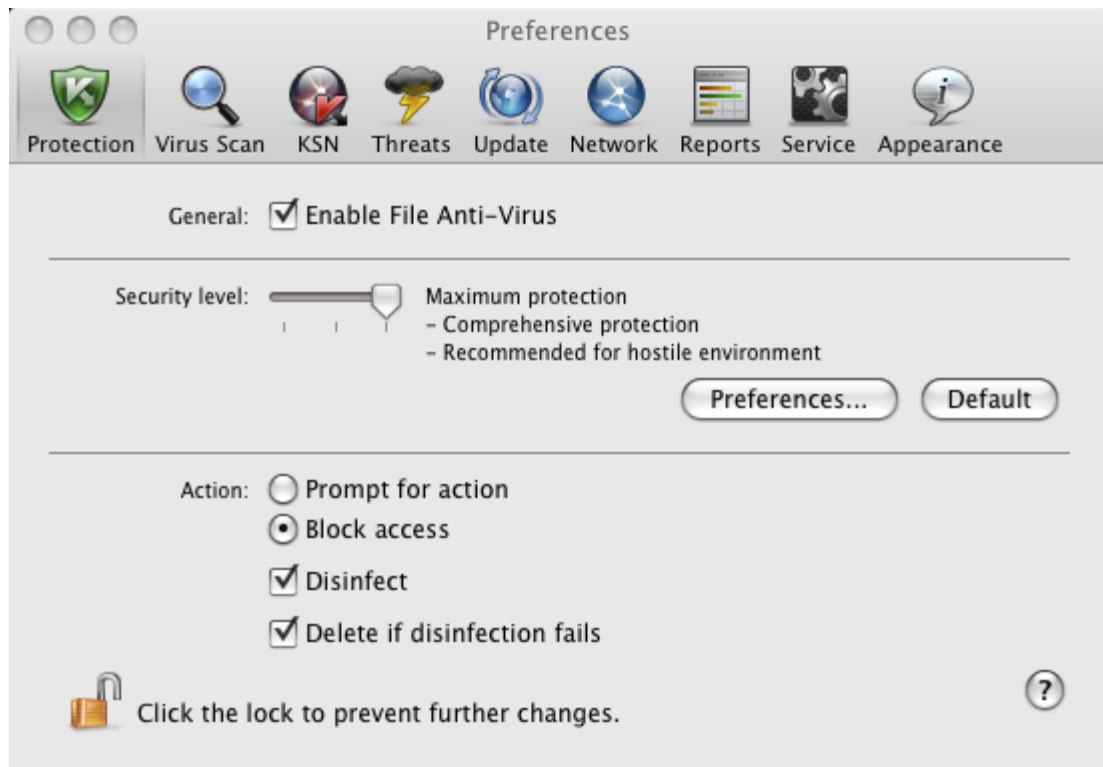 Preferences
Protection Virus Scan KSN Threats Update Network Reports Service Appearance
General: Enable File Anti-Virus
Security level: Maximum protection
- Comprehensive protection
- Recommended for hostile environment
Preferences... Default
Action: Prompt for action
Block access
Disinfect
Delete if disinfection fails
?
Click the lock to prevent further changes.